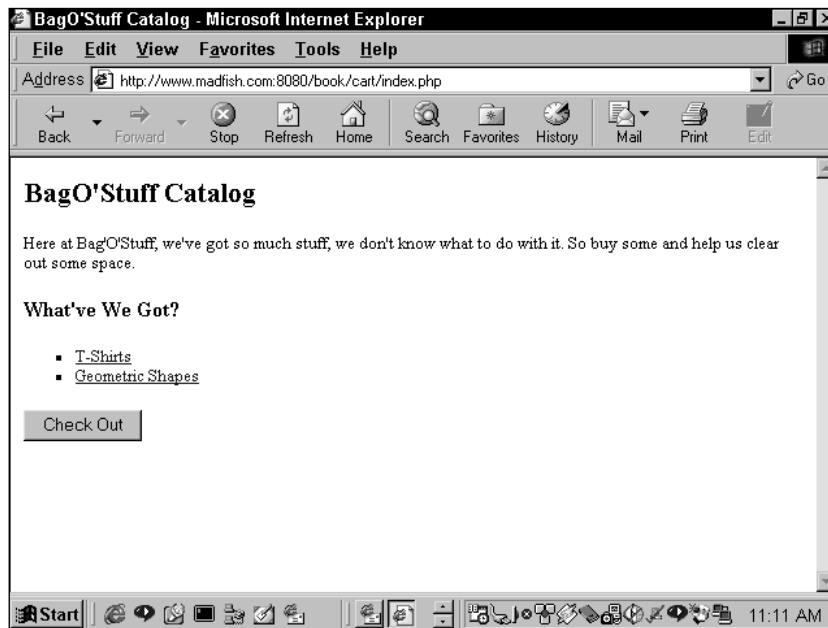 BagO'Stuff Catalog - Microsoft Internet Explorer
File Edit View Favorites Tools Help
Address http://www.madfish.com:8080/book/cart/index.php Go
Back Forward Stop Refresh Home Search Favorites History Mail Print Edit
BagO'Stuff Catalog
Here at Bag'O'Stuff, we've got so much stuff, we don't know what to do with it. So buy some and help us clear
out some space.
What've We Got?
T-Shirts
Geometric Shapes
Check Out
Start 11:11 AM